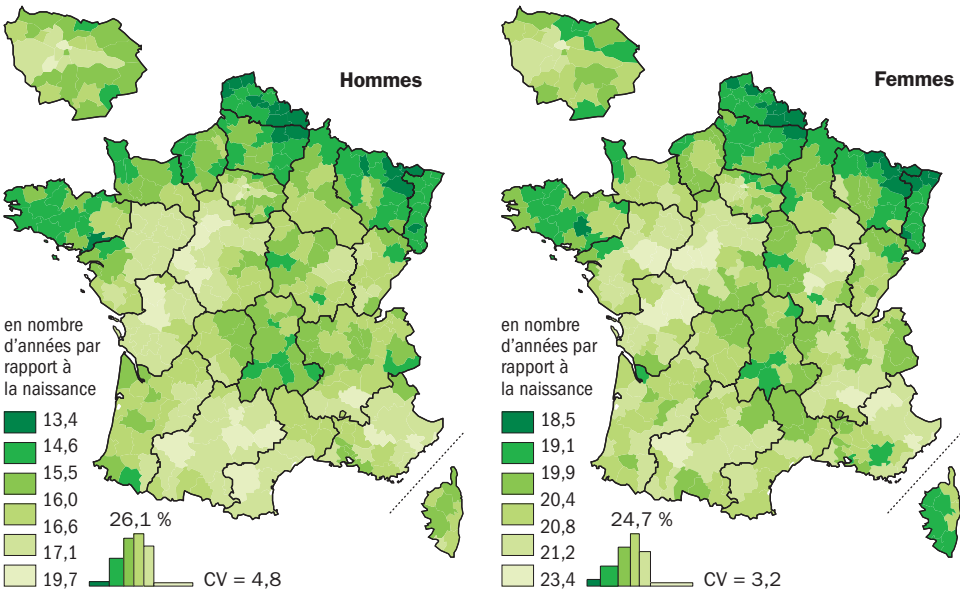 Hommes
en nombre
d'années par
rapport à
la naissance
13,4
14,6
15,5
16,0
16,6
17,1
19,7
26,1 %
CV = 4,8
Femmes
en nombre
d'années par
rapport à
la naissance
18,5
19,1
19,9
20,4
20,8
21,2
23,4
24,7 %
CV = 3,2